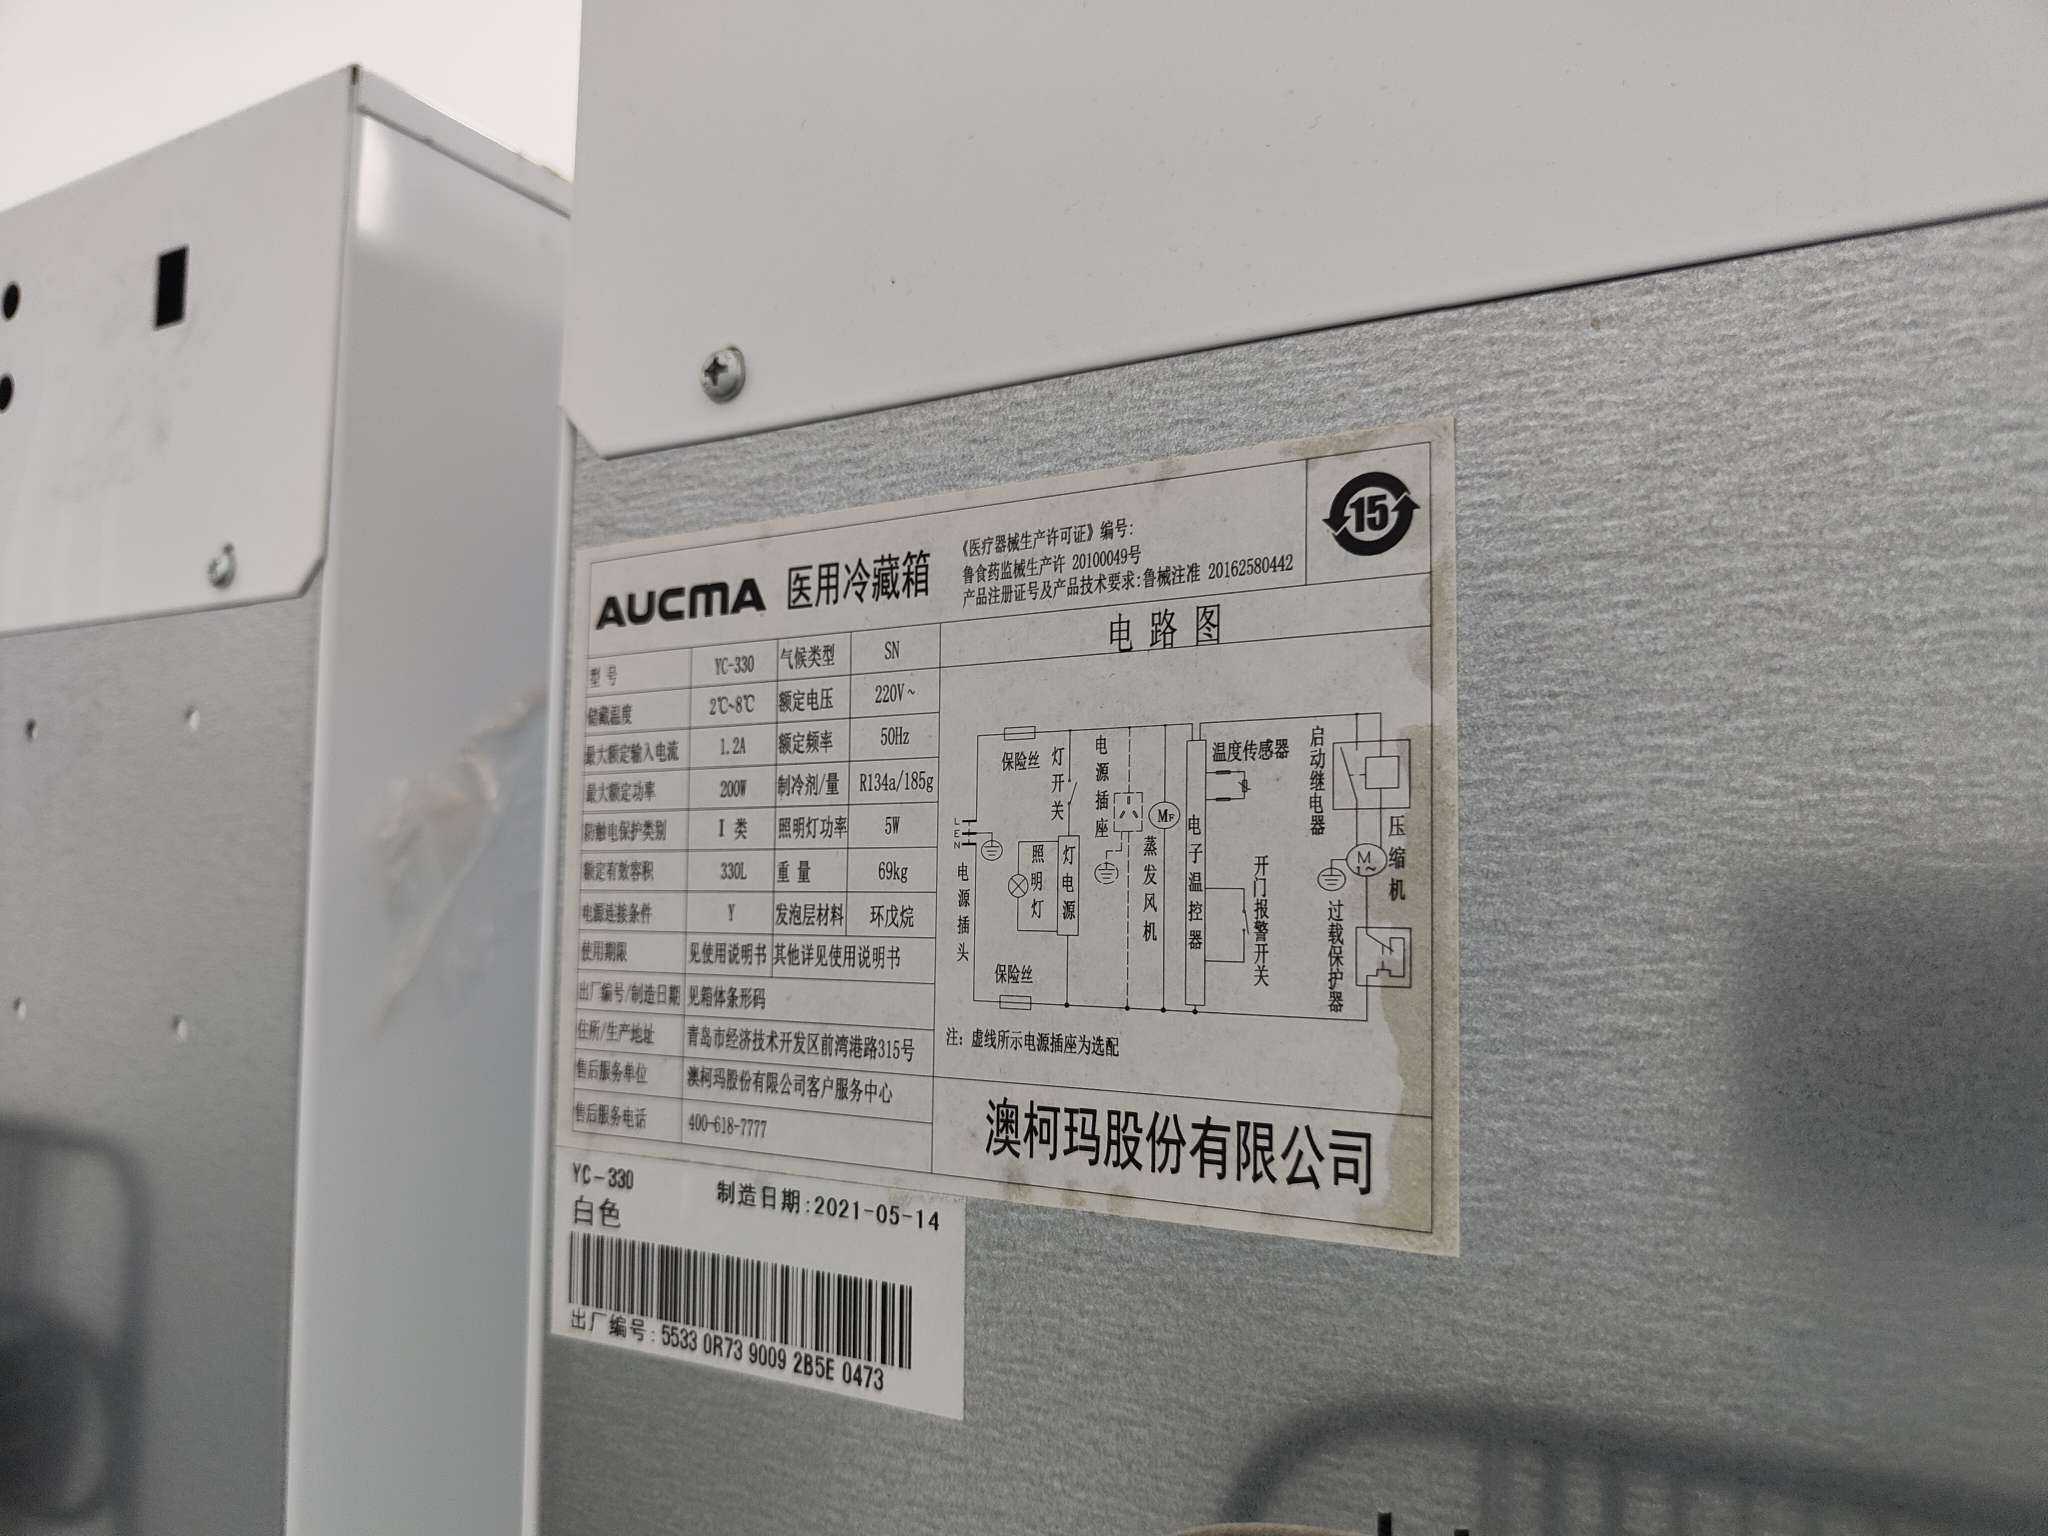 AUCMA 医用冷藏箱
《医疗器械生产许可证》编号:
鲁食药监械生产许 20100049号
产品注册证号及产品技术要求:鲁械注准 20162580442
15
型号 YC-330 气候类型 SN
储藏温度 2℃~8℃ 额定电压 220V~
最大额定输入电流 1.2A 额定频率 50Hz
最大额定功率 200W 制冷剂/量 R134a/185g
防触电保护类别 I 类 照明灯功率 5W
额定有效容积 330L 重量 69kg
电源连接条件 Y 发泡层材料 环戊烷
使用期限 见使用说明书 其他详见使用说明书
出厂编号/制造日期 见箱体条形码
住所/生产地址 青岛市经济技术开发区前湾港路315号
售后服务单位 澳柯玛股份有限公司客户服务中心
售后服务电话 400-618-7777
电路图
保险丝
灯开关
电源插座
温度传感器
启动继电器
L
E
N
电源插头
照明灯
灯电源
MF
蒸发风机
电子温控器
开门报警开关
M
1~
压缩机
过载保护器
保险丝
注：虚线所示电源插座为选配
澳柯玛股份有限公司
YC-330
制造日期:2021-05-14
白色
出厂编号:5533 0R73 9009 2B5E 0473